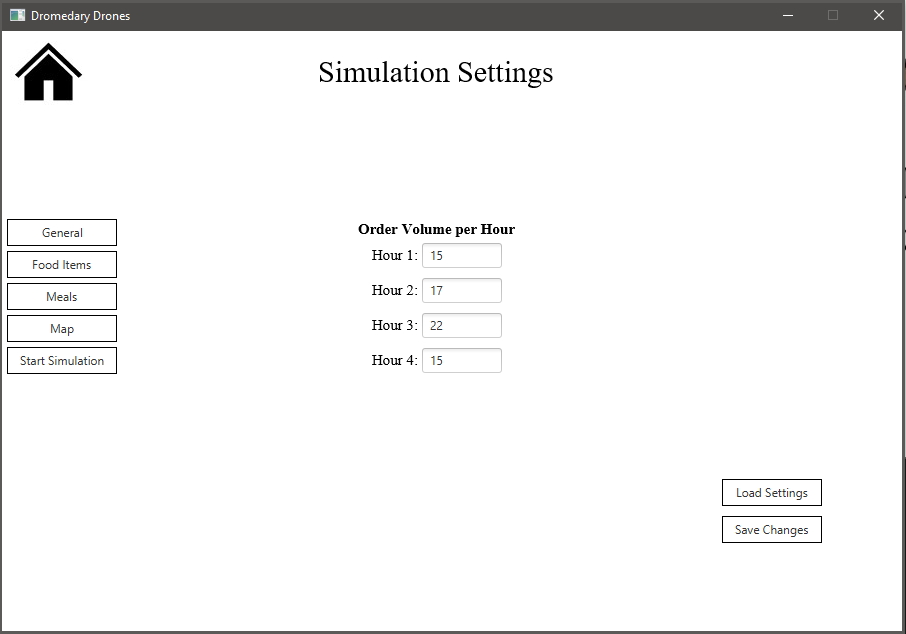 Dromedary Drones
Simulation Settings
General
Food Items
Meals
Map
Start Simulation
Order Volume per Hour
Hour 1: 15
Hour 2: 17
Hour 3: 22
Hour 4: 15
Load Settings
Save Changes